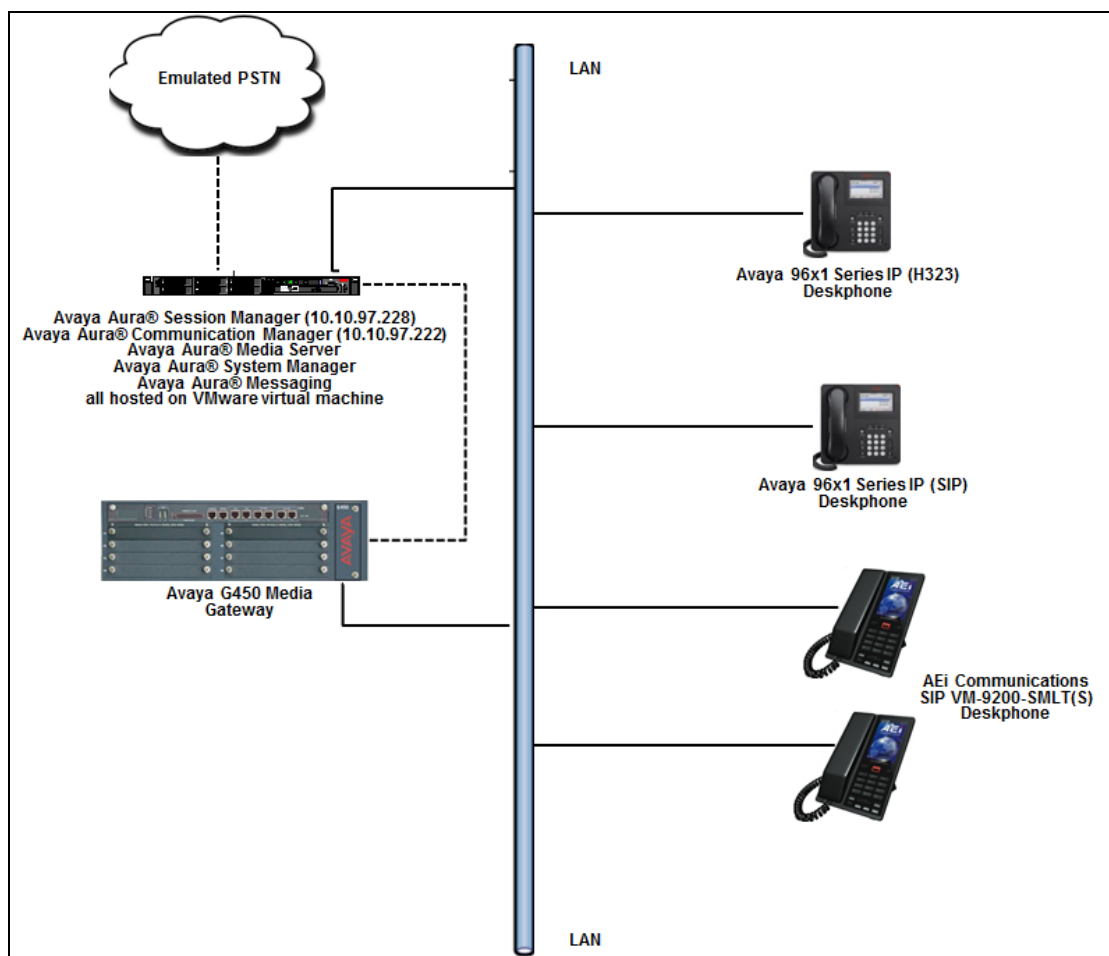 Emulated PSTN
LAN
Avaya 96x1 Series IP (H323)
Deskphone
Avaya Aura® Session Manager (10.10.97.228)
Avaya Aura® Communication Manager (10.10.97.222)
Avaya Aura® Media Server
Avaya Aura® System Manager
Avaya Aura® Messaging
all hosted on VMware virtual machine
Avaya 96x1 Series IP (SIP)
Deskphone
AVAYA
Avaya G450 Media
Gateway
AEi
AEi Communications
SIP VM-9200-SMLT(S)
Deskphone
AEi
LAN